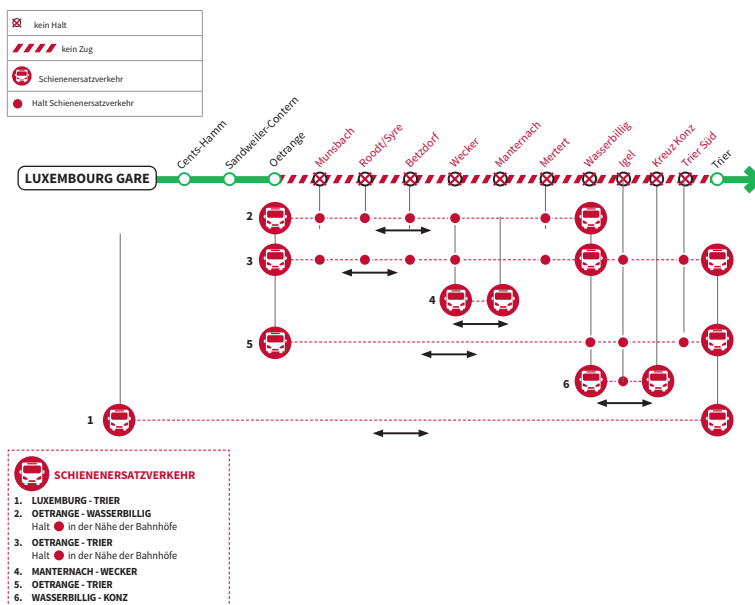 kein Halt
kein Zug
Schienenersatzverkehr
Halt Schienenersatzverkehr
LUXEMBOURG GARE
Cents-Hamm
Sandweiler-Contern
Oetrange
Munsbach
Roodt/Syre
Betzdorf
Wecker
Manternach
Mertert
Wasserbillig
Igel
Kreuz Konz
Trier Süd
Trier
2
3
4
5
6
1
SCHIENENERSATZVERKEHR
1. LUXEMBURG - TRIER
2. OETRANGE - WASSERBILLIG
Halt in der Nähe der Bahnhöfe
3. OETRANGE - TRIER
Halt in der Nähe der Bahnhöfe
4. MANTERNACH - WECKER
5. OETRANGE - TRIER
6. WASSERBILLIG - KONZ